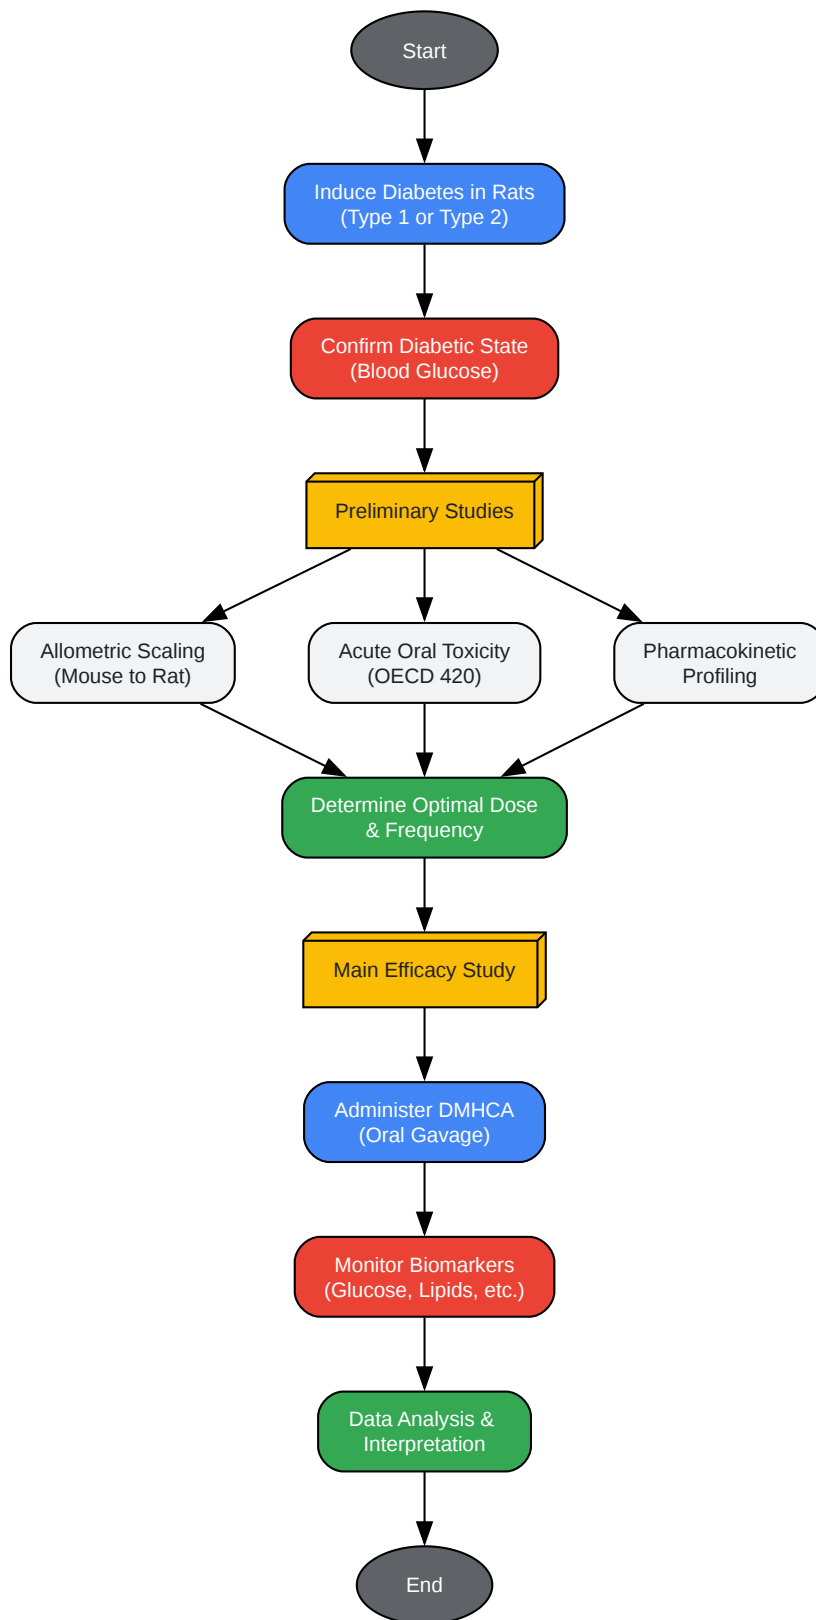 Start
Induce Diabetes in Rats
(Type 1 or Type 2)
Confirm Diabetic State
(Blood Glucose)
Preliminary Studies
Allometric Scaling
(Mouse to Rat)
Acute Oral Toxicity
(OECD 420)
Pharmacokinetic
Profiling
Determine Optimal Dose
& Frequency
Main Efficacy Study
Administer DMHCA
(Oral Gavage)
Monitor Biomarkers
(Glucose, Lipids, etc.)
Data Analysis &
Interpretation
End